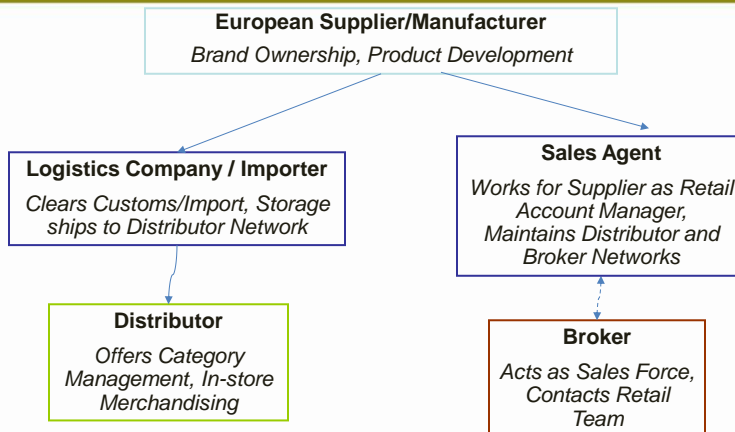 European Supplier/Manufacturer
Brand Ownership, Product Development
Logistics Company / Importer
Clears Customs/Import, Storage
ships to Distributor Network
Sales Agent
Works for Supplier as Retail
Account Manager,
Maintains Distributor and
Broker Networks
Distributor
Offers Category
Management, In-store
Merchandising
Broker
Acts as Sales Force,
Contacts Retail
Team